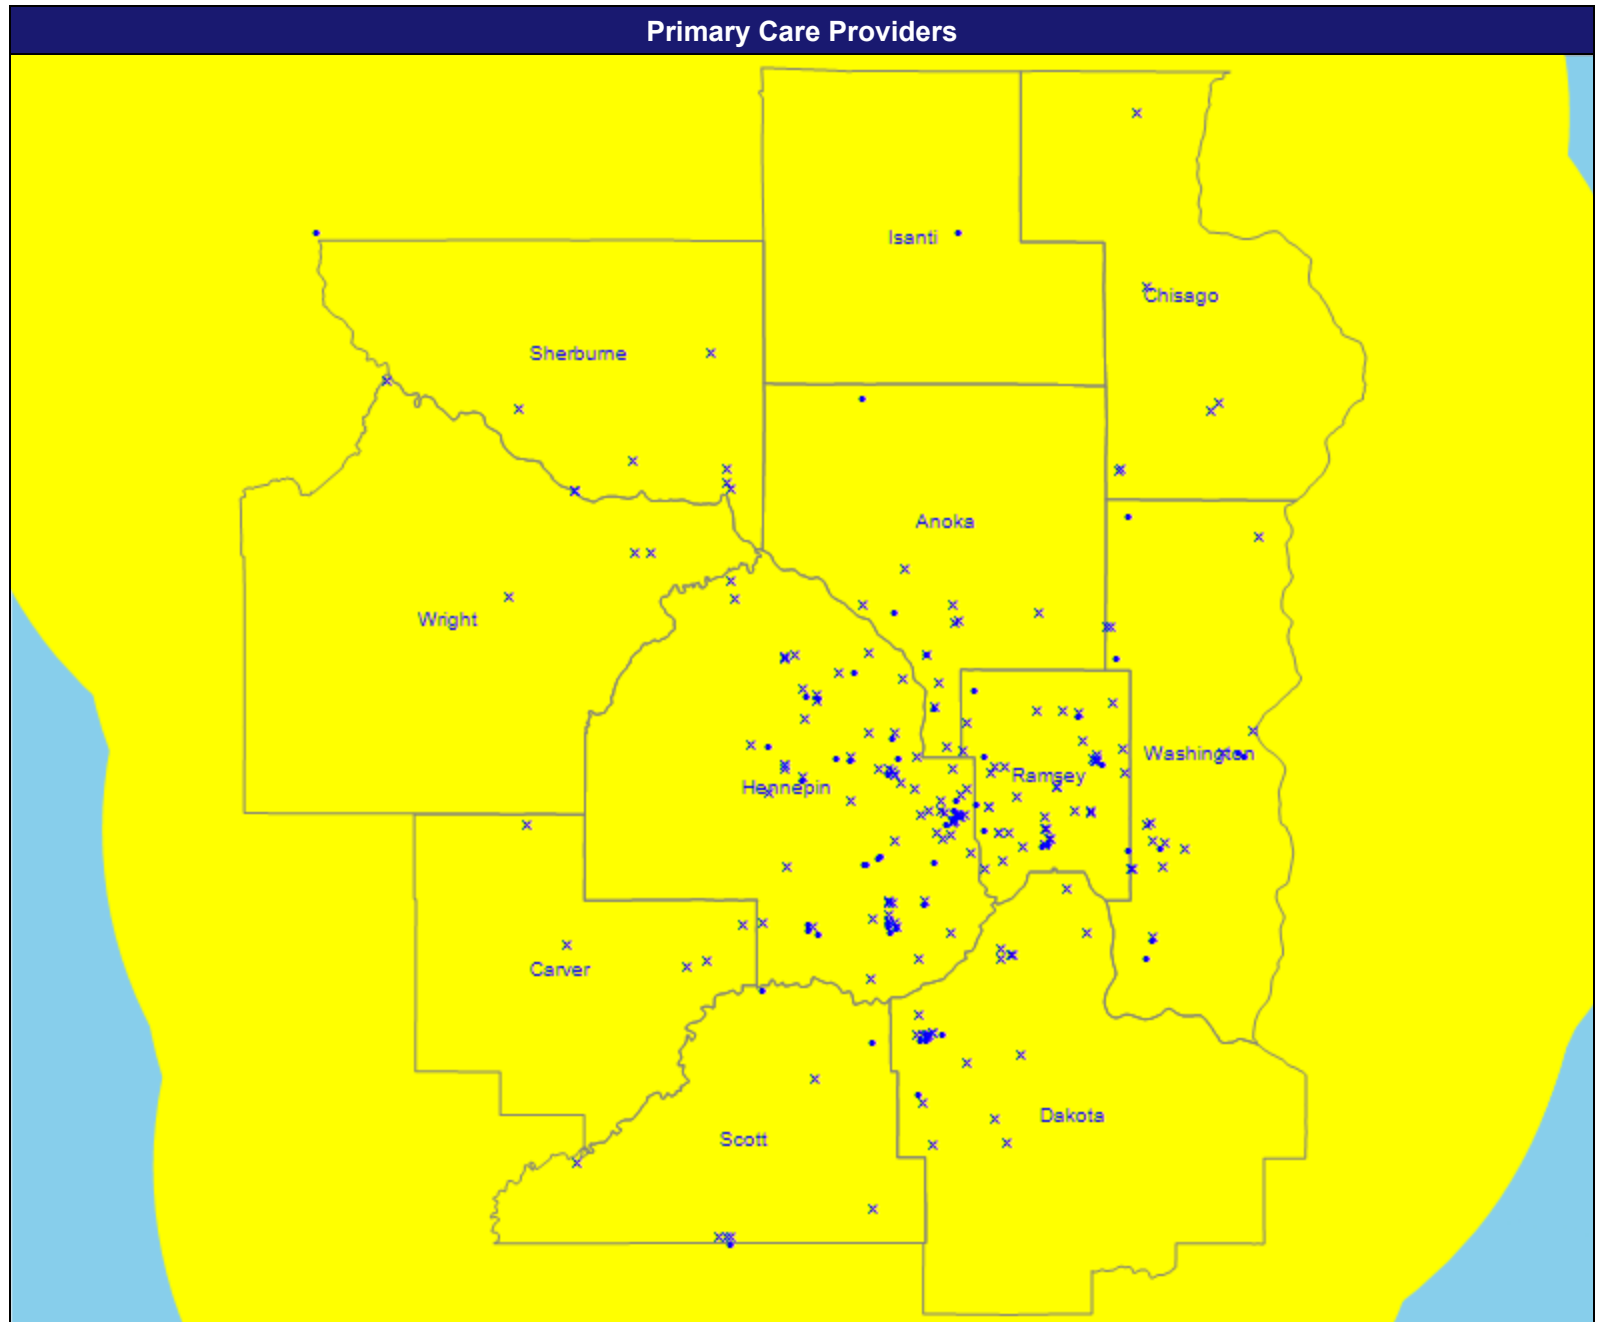 Primary Care Providers
Isanti
Chisago
Sherburne
Anoka
Wright
Washington
Ramsey
Hennepin
Carver
Dakota
Scott